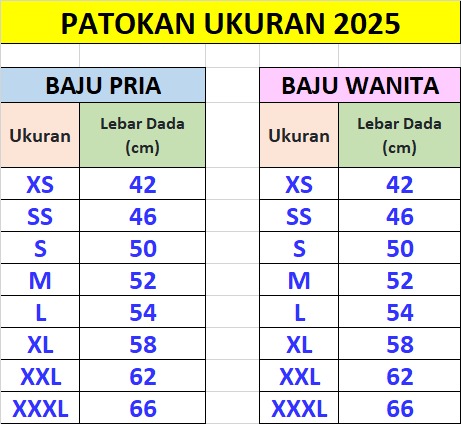 PATOKAN UKURAN 2025
BAJU PRIA BAJU WANITA
Ukuran Lebar Dada (cm) Ukuran Lebar Dada (cm)
XS 42 XS 42
SS 46 SS 46
S 50 S 50
M 52 M 52
L 54 L 54
XL 58 XL 58
XXL 62 XXL 62
XXXL 66 XXXL 66